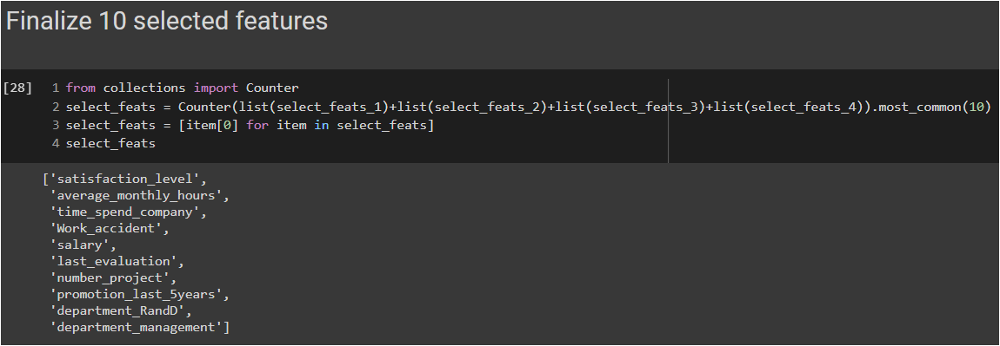 Finalize 10 selected features
[28] 1 from collections import Counter
2 select_feats = Counter(list(select_feats_1)+list(select_feats_2)+list(select_feats_3)+list(select_feats_4)).most_common(10)
3 select_feats = [item[0] for item in select_feats]
4 select_feats
['satisfaction_level',
'average_monthly_hours',
'time_spend_company',
'Work_accident',
'salary',
'last_evaluation',
'number_project',
'promotion_last_5years',
'department_RandD',
'department_management']